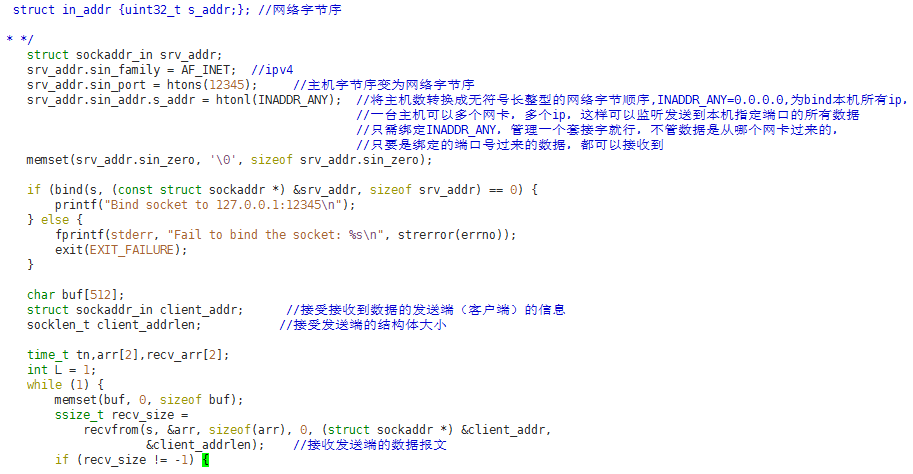 struct in_addr {uint32_t s_addr;}; //网络字节序
* */
struct sockaddr_in srv_addr;
srv_addr.sin_family = AF_INET;  //ipv4
srv_addr.sin_port = htons(12345);     //主机字节序变为网络字节序
srv_addr.sin_addr.s_addr = htonl(INADDR_ANY);  //将主机数转换成无符号长整型的网络字节顺序,INADDR_ANY=0.0.0.0,为bind本机所有ip,
//一台主机可以多个网卡, 多个ip, 这样可以监听发送到本机指定端口的所有数据
//只需绑定INADDR_ANY, 管理一个套接字就行, 不管数据是从哪个网卡过来的,
//只要是绑定的端口号过来的数据, 都可以接收到
memset(srv_addr.sin_zero, '\0', sizeof srv_addr.sin_zero);
if (bind(s, (const struct sockaddr *) &srv_addr, sizeof srv_addr) == 0) {
printf("Bind socket to 127.0.0.1:12345\n");
} else {
fprintf(stderr, "Fail to bind the socket: %s\n", strerror(errno));
exit(EXIT_FAILURE);
}
char buf[512];
struct sockaddr_in client_addr;      //接受接收到数据的发送端（客户端）的信息
socklen_t client_addrlen;           //接受发送端的结构体大小
time_t tn,arr[2],recv_arr[2];
int L = 1;
while (1) {
memset(buf, 0, sizeof buf);
ssize_t recv_size =
recvfrom(s, &arr, sizeof(arr), 0, (struct sockaddr *) &client_addr,
&client_addrlen);    //接收发送端的数据报文
if (recv_size != -1) {